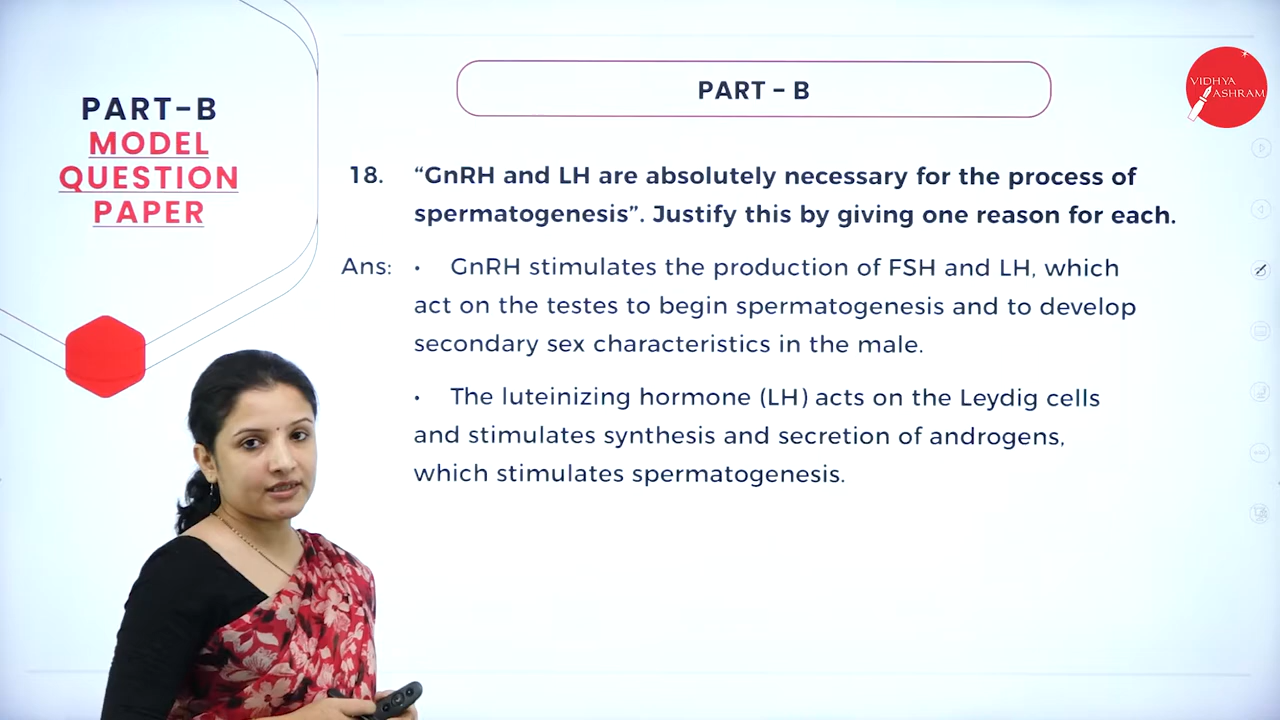 PART-B
MODEL
QUESTION
PAPER
PART - B
VIDHYA
ASHRAM
18. “GnRH and LH are absolutely necessary for the process of
spermatogenesis”. Justify this by giving one reason for each.
Ans: • GnRH stimulates the production of FSH and LH, which
act on the testes to begin spermatogenesis and to develop
secondary sex characteristics in the male.
• The luteinizing hormone (LH) acts on the Leydig cells
and stimulates synthesis and secretion of androgens,
which stimulates spermatogenesis.